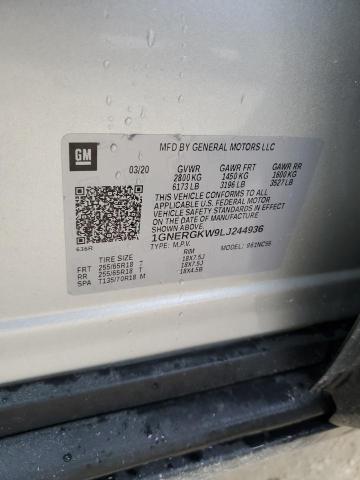 GM
MFD BY GENERAL MOTORS LLC
03/20 GVWR GAWR FRT GAWR RR
2800 KG 1450 KG 1600 KG
6173 LB 3196 LB 3527 LB
THIS VEHICLE CONFORMS TO ALL
APPLICABLE U.S. FEDERAL MOTOR
VEHICLE SAFETY STANDARDS IN
EFFECT ON THE DATE OF
MANUFACTURE SHOWN ABOVE.
1GNERGKW9LJ244936
636R TYPE: M.P.V. MODEL:
TIRE SIZE RIM
FRT 255/65R18 T 18X7.5J
RR 255/65R18 T 18X7.5J
SPA T135/70R18 M 18X4.5B